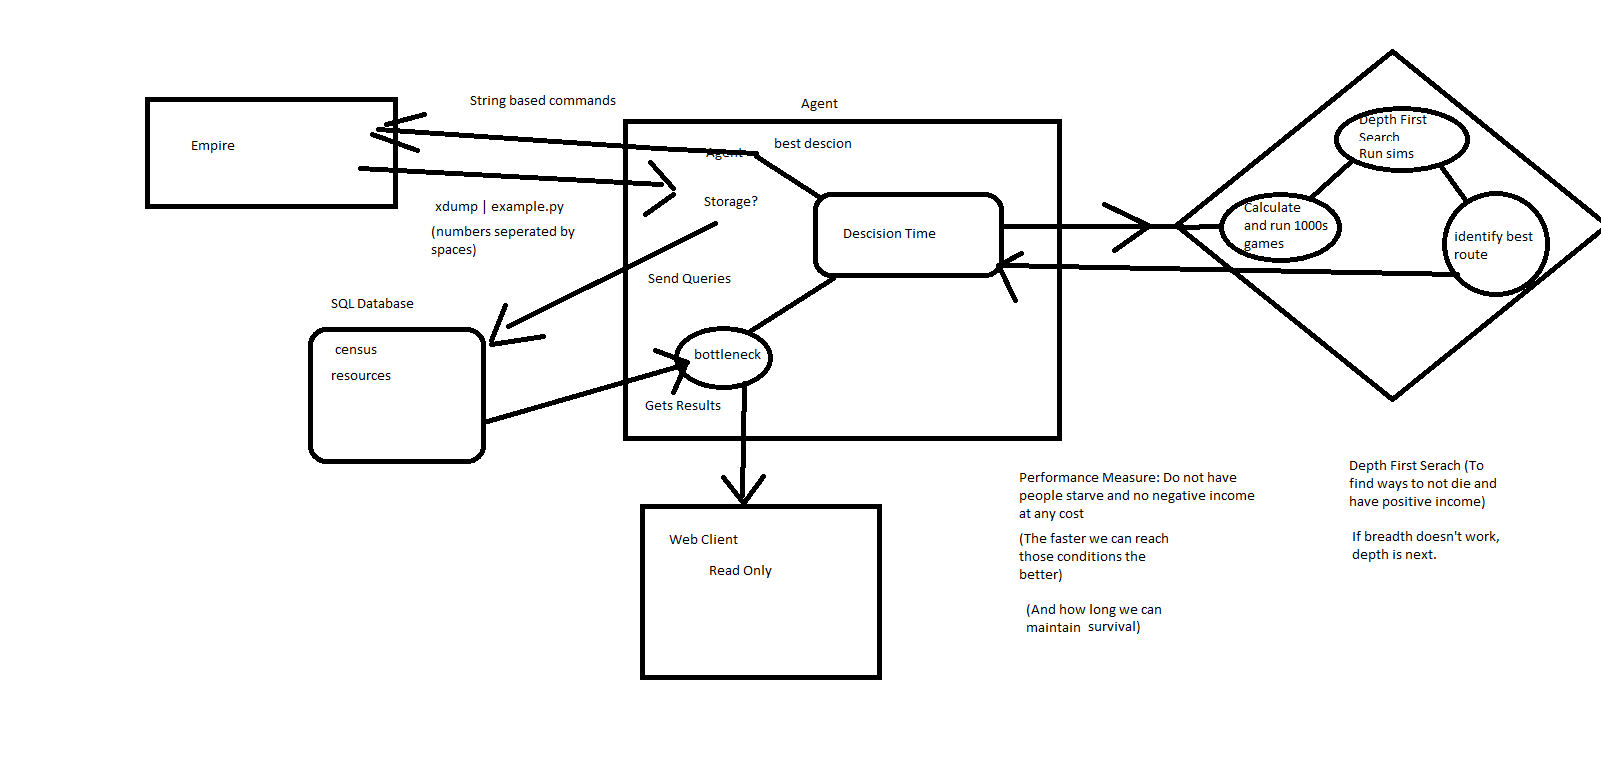 String based commands
Agent
Empire
best descion
Agent
xdump | example.py
(numbers seperated by
spaces)
Storage?
Descision Time
Send Queries
SQL Database
census
resources
bottleneck
Gets Results
Web Client
Read Only
Depth First
Search
Run sims
Calculate
and run 1000s
games
identify best
route
Performance Measure: Do not have
people starve and no negative income
at any cost
(The faster we can reach
those conditions the
better)
(And how long we can
maintain survival)
Depth First Serach (To
find ways to not die and
have positive income)
If breadth doesn't work,
depth is next.